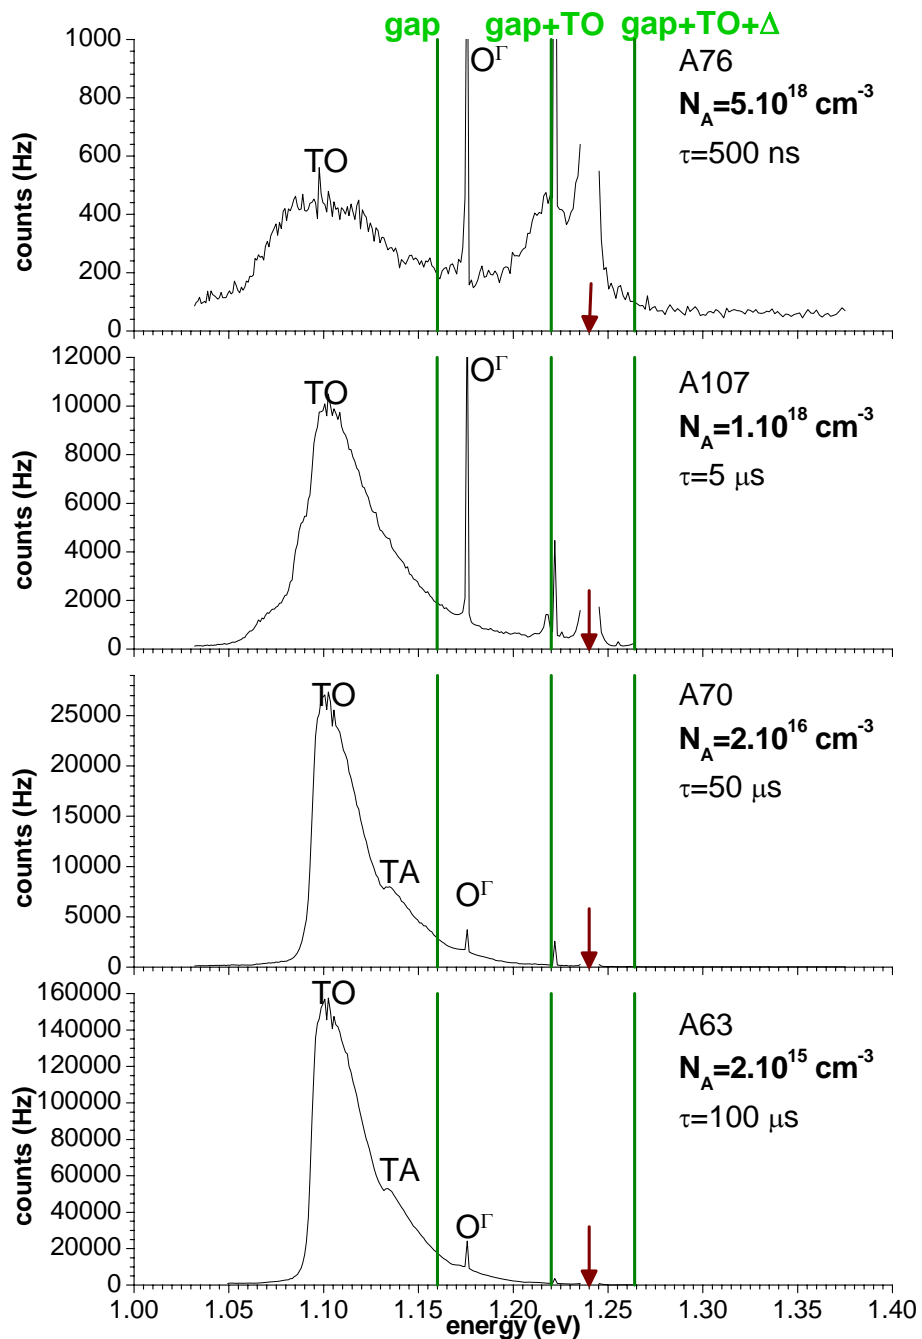 gap gap+TO gap+TO+Δ
1000
800
600
400
200
0
counts (Hz)
TO
O^Γ
A76
N_A=5.10^18 cm^-3
τ=500 ns
12000
10000
8000
6000
4000
2000
0
counts (Hz)
TO
O^Γ
A107
N_A=1.10^18 cm^-3
τ=5 μs
25000
20000
15000
10000
5000
0
counts (Hz)
TO
TA
O^Γ
A70
N_A=2.10^16 cm^-3
τ=50 μs
160000
140000
120000
100000
80000
60000
40000
20000
0
counts (Hz)
TO
TA
O^Γ
A63
N_A=2.10^15 cm^-3
τ=100 μs
1.00 1.05 1.10 1.15 1.20 1.25 1.30 1.35 1.40
energy (eV)